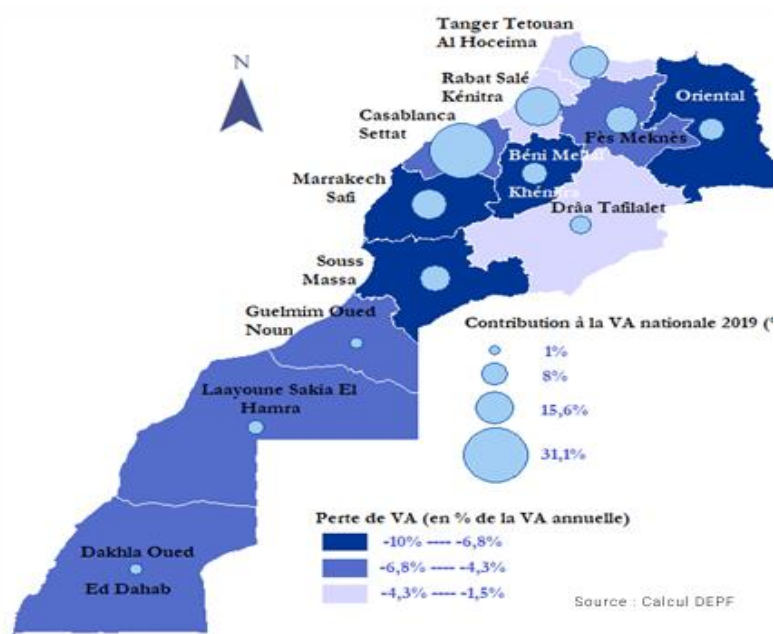 Tanger Tetouan
Al Hoceima
N
Rabat Salé
Kénitra
Oriental
Casablanca
Settat
Fès Meknès
Béni Mellal
Khénifra
Marrakech
Safi
Drâa Tafilalet
Souss
Massa
Guelmim Oued
Noun
Contribution à la VA nationale 2019 (%
1%
8%
15,6%
31,1%
Laayoune Sakia El
Hamra
Perte de VA (en % de la VA annuelle)
-10% ---- -6,8%
-6,8% ---- -4,3%
-4,3% ---- -1,5%
Dakhla Oued
Ed Dahab
Source : Calcul DEPF